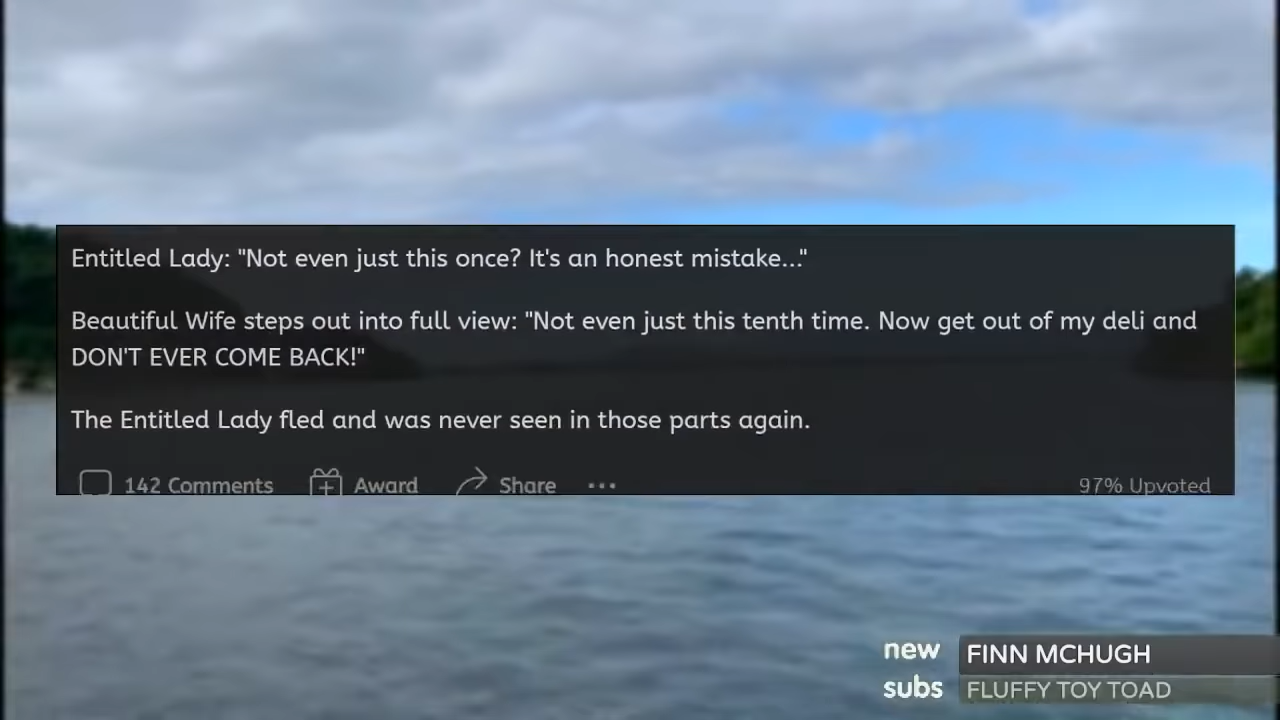 Entitled Lady: "Not even just this once? It's an honest mistake..."
Beautiful Wife steps out into full view: "Not even just this tenth time. Now get out of my deli and
DON'T EVER COME BACK!"
The Entitled Lady fled and was never seen in those parts again.
142 Comments Award Share ••• 97% Upvoted
new FINN MCHUGH
subs FLUFFY TOY TOAD